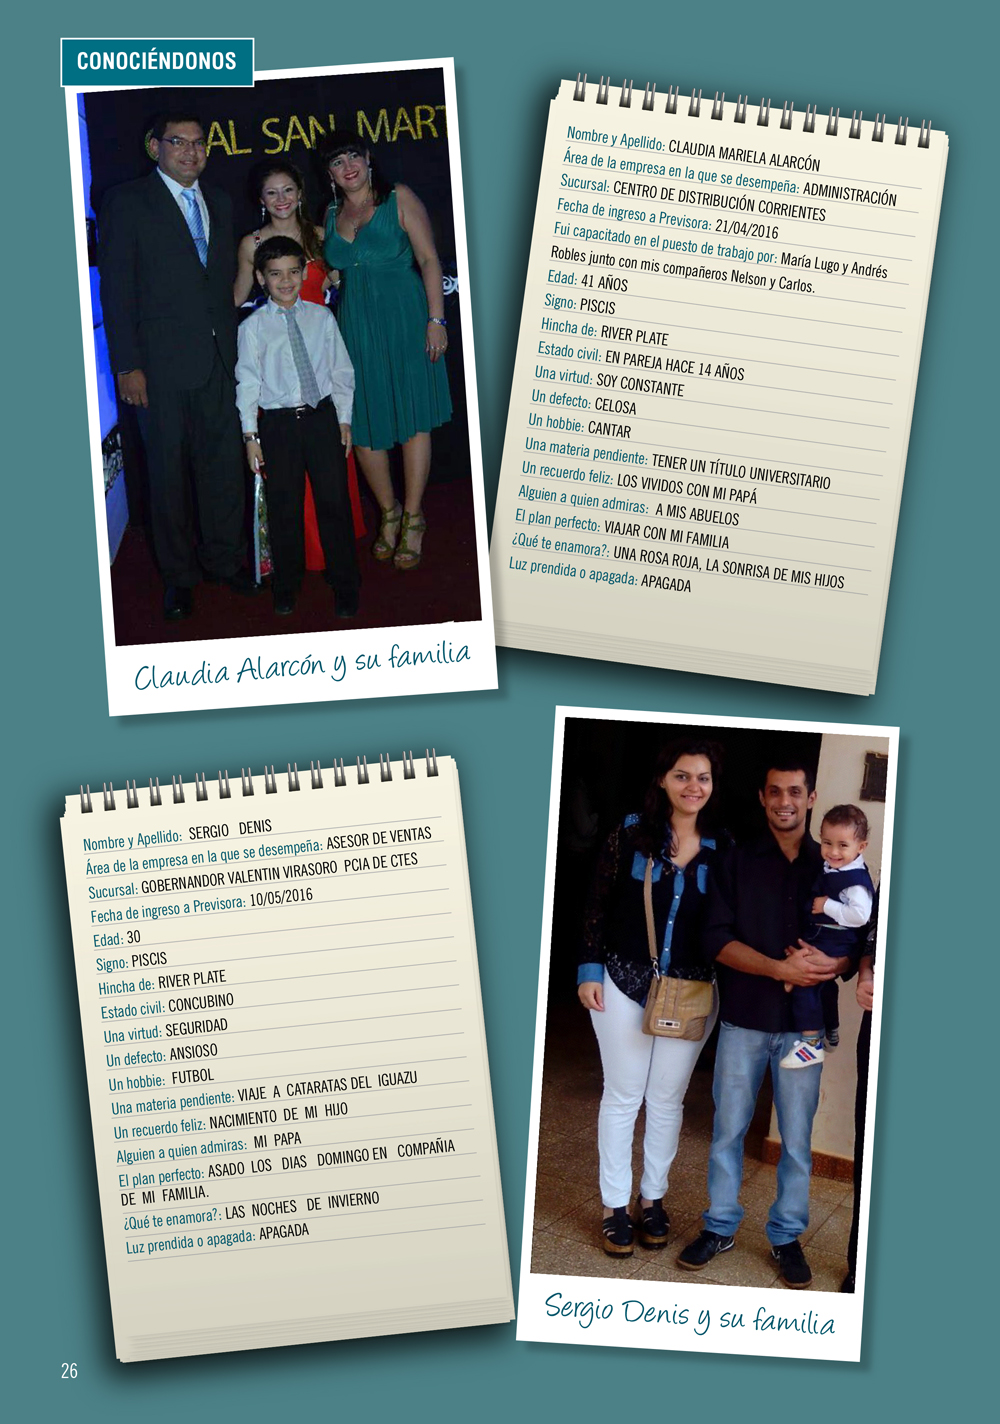 CONOCIÉNDONOS
AL SAN MART
Claudia Alarcón y su familia
Nombre y Apellido: CLAUDIA MARIELA ALARCÓN
Área de la empresa en la que se desempeña: ADMINISTRACIÓN
Sucursal: CENTRO DE DISTRIBUCIÓN CORRIENTES
Fecha de ingreso a Previsora: 21/04/2016
Fui capacitado en el puesto de trabajo por: María Lugo y Andrés
Robles junto con mis compañeros Nelson y Carlos.
Edad: 41 AÑOS
Signo: PISCIS
Hincha de: RIVER PLATE
Estado civil: EN PAREJA HACE 14 AÑOS
Una virtud: SOY CONSTANTE
Un defecto: CELOSA
Un hobbie: CANTAR
Una materia pendiente: TENER UN TÍTULO UNIVERSITARIO
Un recuerdo feliz: LOS VIVIDOS CON MI PAPÁ
Alguien a quien admiras: A MIS ABUELOS
El plan perfecto: VIAJAR CON MI FAMILIA
¿Qué te enamora?: UNA ROSA ROJA, LA SONRISA DE MIS HIJOS
Luz prendida o apagada: APAGADA
Nombre y Apellido: SERGIO DENIS
Área de la empresa en la que se desempeña: ASESOR DE VENTAS
Sucursal: GOBERNANDOR VALENTIN VIRASORO PCIA DE CTES
Fecha de ingreso a Previsora: 10/05/2016
Edad: 30
Signo: PISCIS
Hincha de: RIVER PLATE
Estado civil: CONCUBINO
Una virtud: SEGURIDAD
Un defecto: ANSIOSO
Un hobbie: FUTBOL
Una materia pendiente: VIAJE A CATARATAS DEL IGUAZU
Un recuerdo feliz: NACIMIENTO DE MI HIJO
Alguien a quien admiras: MI PAPA
El plan perfecto: ASADO LOS DIAS DOMINGO EN COMPAÑIA
DE MI FAMILIA.
¿Qué te enamora?: LAS NOCHES DE INVIERNO
Luz prendida o apagada: APAGADA
Sergio Denis y su familia
26